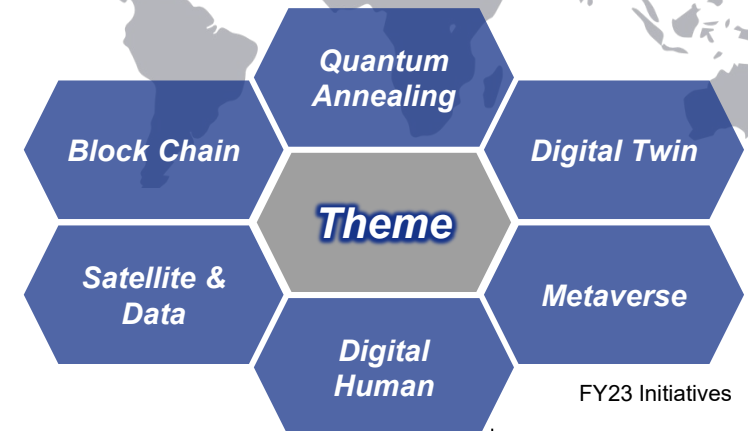 Quantum
Annealing
Block Chain
Digital Twin
Theme
Satellite &
Data
Metaverse
Digital
Human
FY23 Initiatives